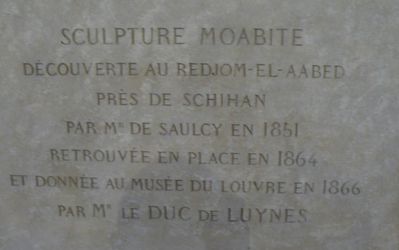 SCULPTURE MOABITE
DÉCOUVERTE AU REDJOM-EL-AABED
PRÈS DE SCHIHAN
PAR Mr DE SAULCY EN 1851
RETROUVÉE EN PLACE EN 1864
ET DONNÉE AU MUSÉE DU LOUVRE EN 1866
PAR Mr LE DUC DE LUYNES